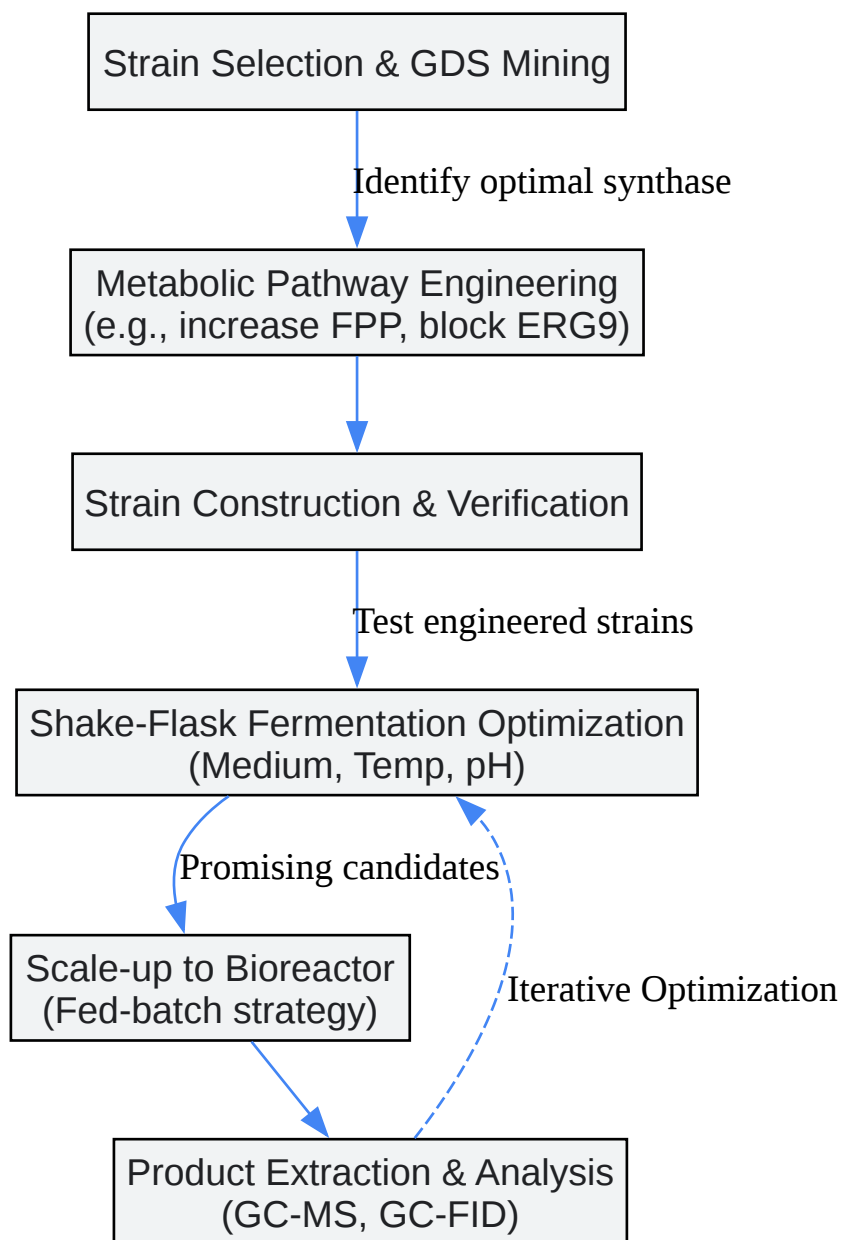 Strain Selection & GDS Mining
Identify optimal synthase
Metabolic Pathway Engineering
(e.g., increase FPP, block ERG9)
Strain Construction & Verification
Test engineered strains
Shake-Flask Fermentation Optimization
(Medium, Temp, pH)
Promising candidates
Scale-up to Bioreactor
(Fed-batch strategy)
Iterative Optimization
Product Extraction & Analysis
(GC-MS, GC-FID)